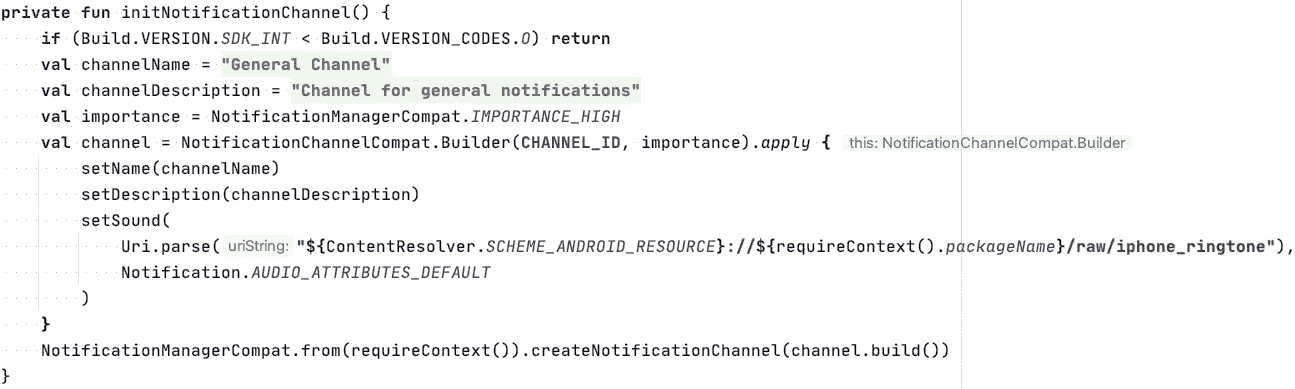 private fun initNotificationChannel() {
    if (Build.VERSION.SDK_INT < Build.VERSION_CODES.O) return
    val channelName = "General Channel"
    val channelDescription = "Channel for general notifications"
    val importance = NotificationManagerCompat.IMPORTANCE_HIGH
    val channel = NotificationChannelCompat.Builder(CHANNEL_ID, importance).apply { this: NotificationChannelCompat.Builder
        setName(channelName)
        setDescription(channelDescription)
        setSound(
            Uri.parse( uriString: "${ContentResolver.SCHEME_ANDROID_RESOURCE}://${requireContext().packageName}/raw/iphone_ringtone"),
            Notification.AUDIO_ATTRIBUTES_DEFAULT
        )
    }
    NotificationManagerCompat.from(requireContext()).createNotificationChannel(channel.build())
}